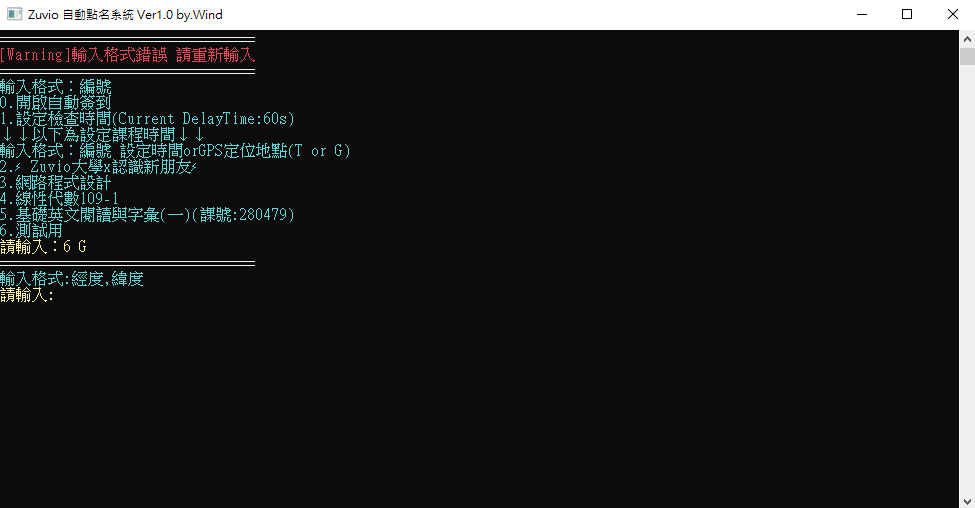 Zuvio 自動點名系統 Ver1.0 by.Wind
================================
[Warning]輸入格式錯誤 請重新輸入
================================
輸入格式：編號
0.開啟自動簽到
1.設定檢查時間(Current DelayTime:60s)
↓↓以下為設定課程時間↓↓
輸入格式：編號 設定時間orGPS定位地點(T or G)
2.⚡ Zuvio大學x認識新朋友⚡
3.網路程式設計
4.線性代數109-1
5.基礎英文閱讀與字彙(一)(課號:280479)
6.測試用
請輸入：6 G
================================
輸入格式:經度,緯度
請輸入: